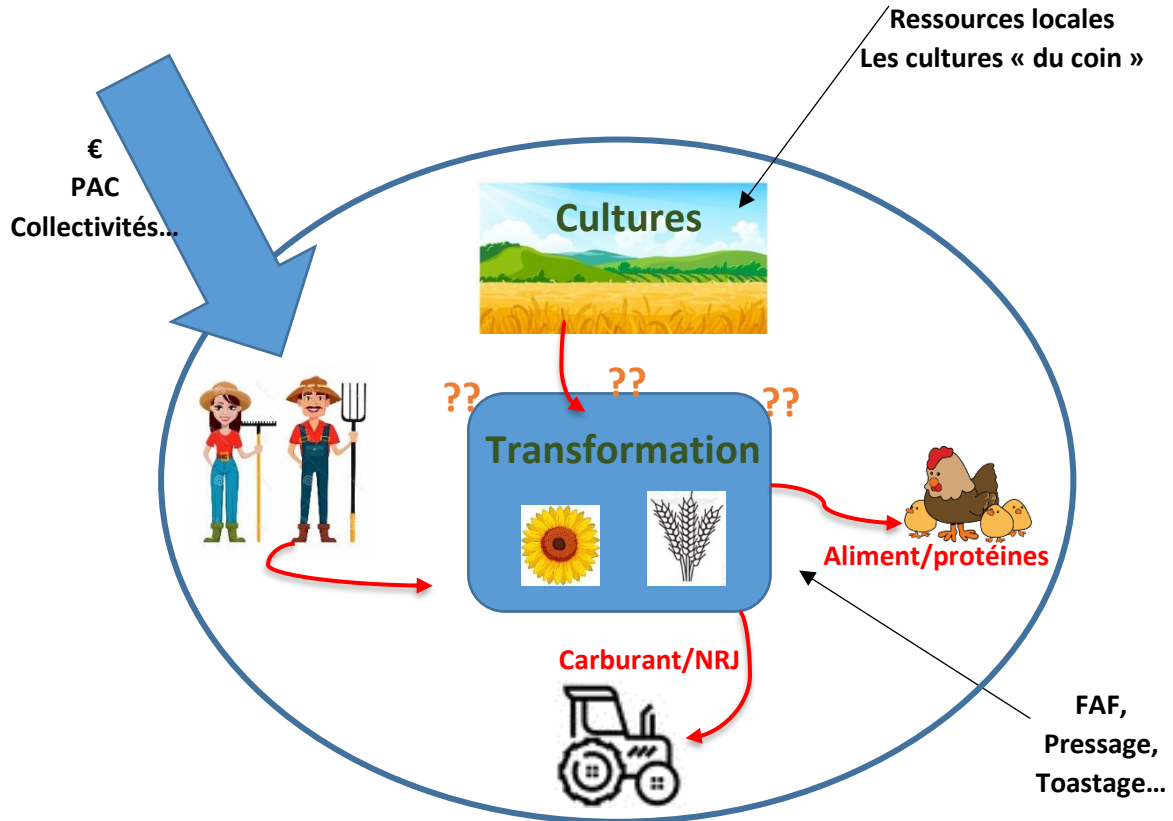 Ressources locales
Les cultures « du coin »
€
PAC
Collectivités…
Cultures
??
??
??
Transformation
Aliment/protéines
Carburant/NRJ
FAF,
Pressage,
Toastage…